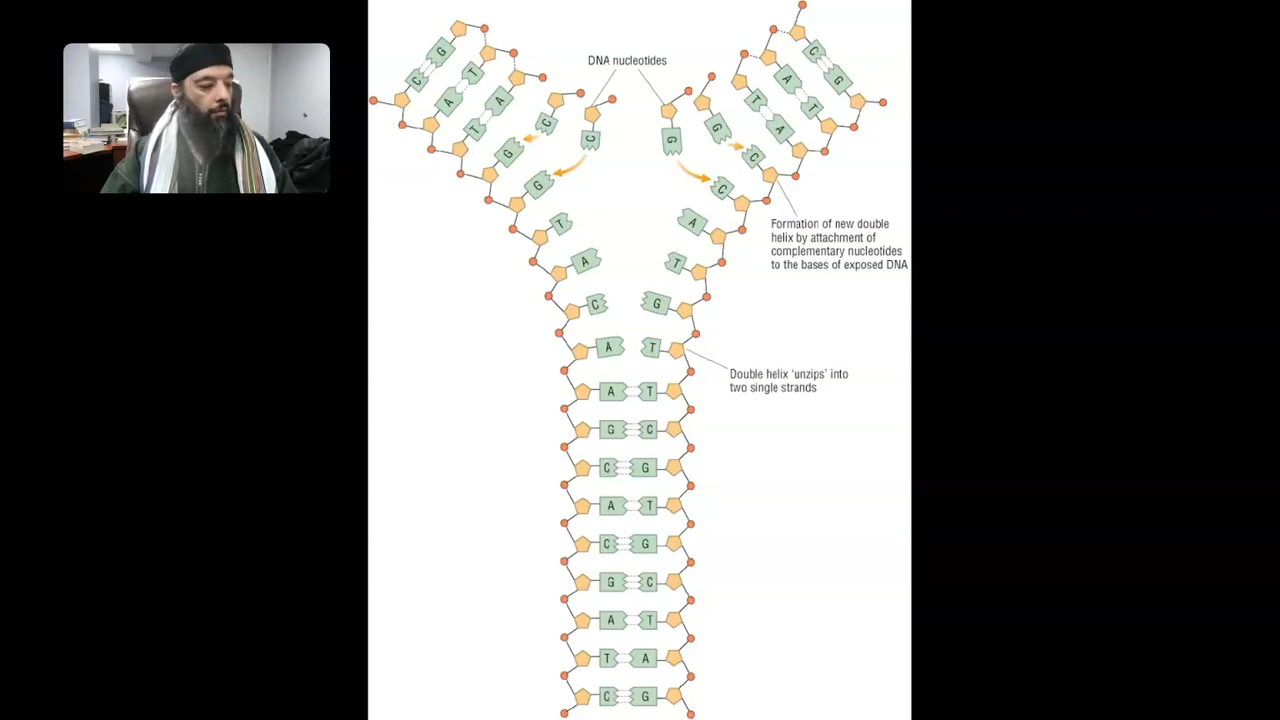 DNA nucleotides
Formation of new double
helix by attachment of
complementary nucleotides
to the bases of exposed DNA
Double helix ‘unzips’ into
two single strands
G C
C G
T A
A T
A T
T A
C G
G C
C G
G C
T A
A T
C G
A T
A T
G C
C G
A T
C G
G C
A T
T A
C G